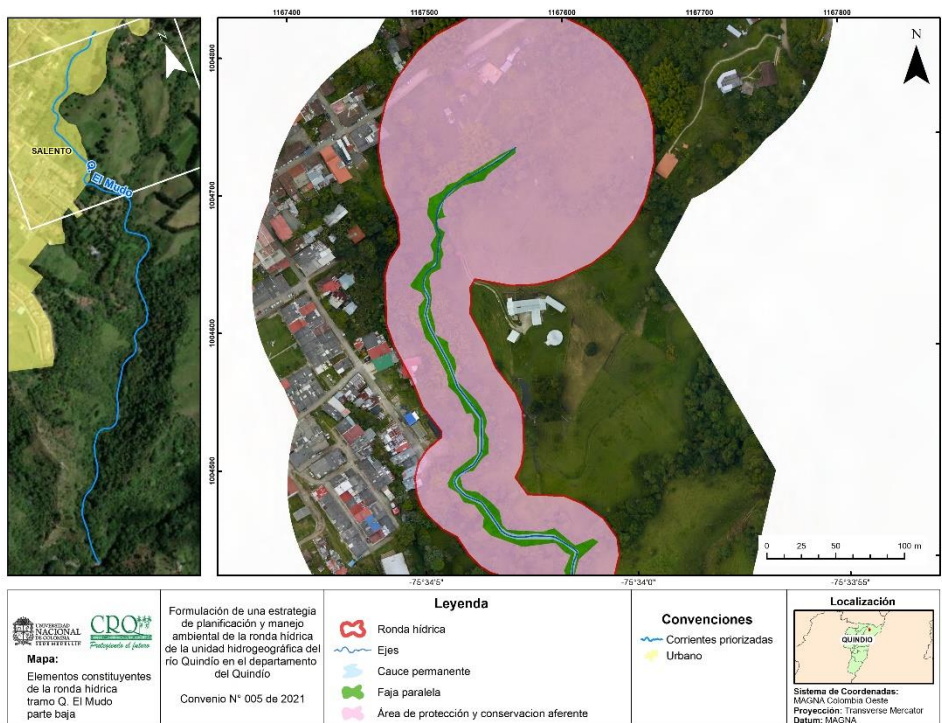 1167400 1167500 1167600 1167700 1167800
SALENTO
Q. El Mudo
N
1004800
1004700
1004600
1004500
0 25 50 100 m
-75°34'5" -75°34'0" -75°33'55"
UNIVERSIDAD
NACIONAL
DE COLOMBIA
SEDE MEDELLÍN
CRQ
Protegiendo el futuro
Mapa:
Elementos constituyentes
de la ronda hídrica
tramo Q. El Mudo
parte baja
Formulación de una estrategia
de planificación y manejo
ambiental de la ronda hídrica
de la unidad hidrogeográfica del
río Quindío en el departamento
del Quindío
Convenio N° 005 de 2021
Leyenda
Ronda hídrica
Ejes
Cauce permanente
Faja paralela
Área de protección y conservacion aferente
Convenciones
Corrientes priorizadas
Urbano
Localización
QUINDIO
Sistema de Coordenadas:
MAGNA Colombia Oeste
Proyección: Transverse Mercator
Datum: MAGNA